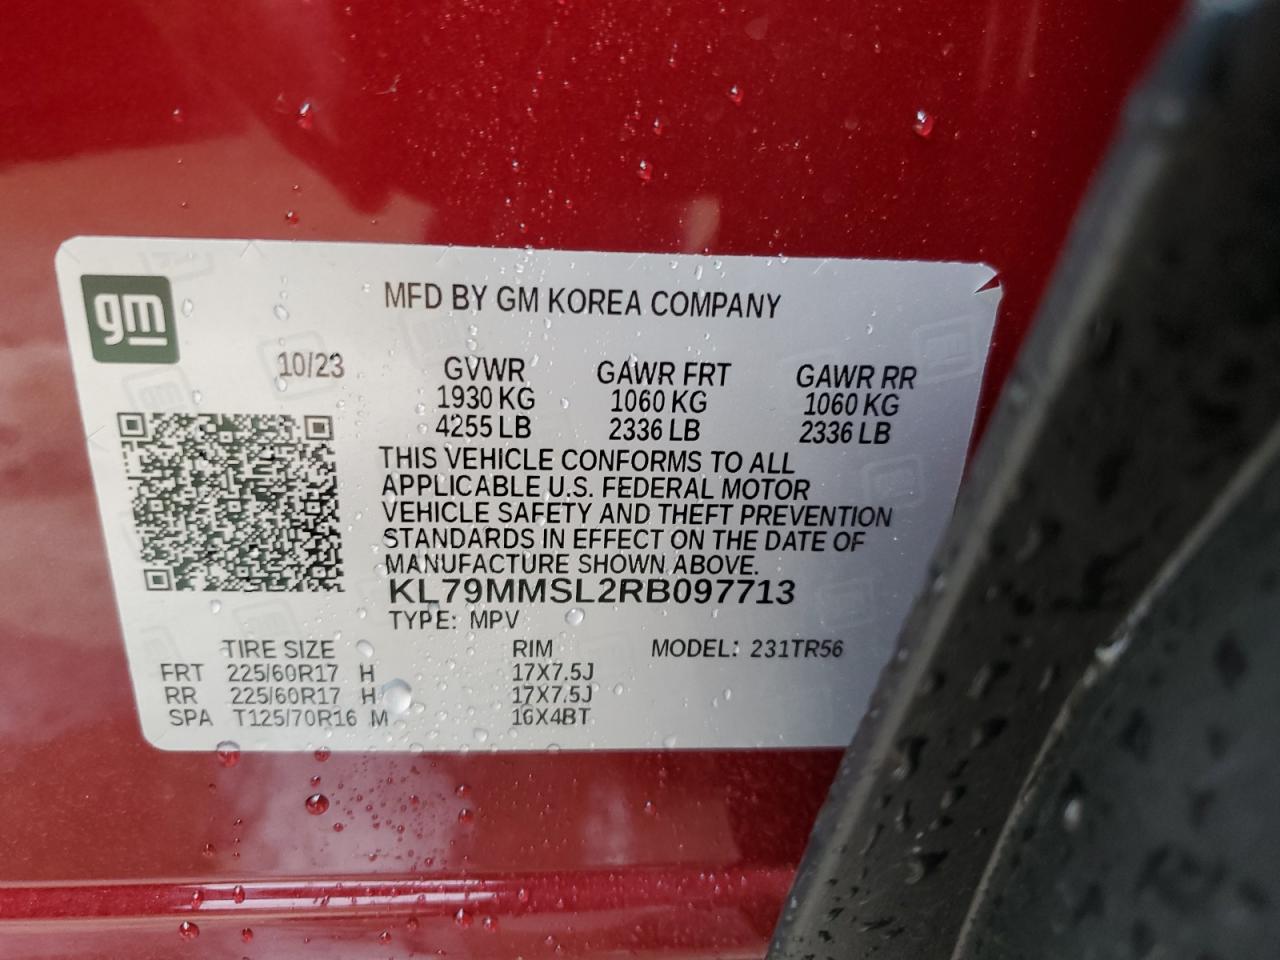 gm
MFD BY GM KOREA COMPANY
10/23 GVWR GAWR FRT GAWR RR
1930 KG 1060 KG 1060 KG
4255 LB 2336 LB 2336 LB
THIS VEHICLE CONFORMS TO ALL
APPLICABLE U.S. FEDERAL MOTOR
VEHICLE SAFETY AND THEFT PREVENTION
STANDARDS IN EFFECT ON THE DATE OF
MANUFACTURE SHOWN ABOVE.
KL79MMSL2RB097713
TYPE: MPV
TIRE SIZE RIM MODEL: 231TR56
FRT 225/60R17 H 17X7.5J
RR 225/60R17 H 17X7.5J
SPA T125/70R16 M 16X4BT